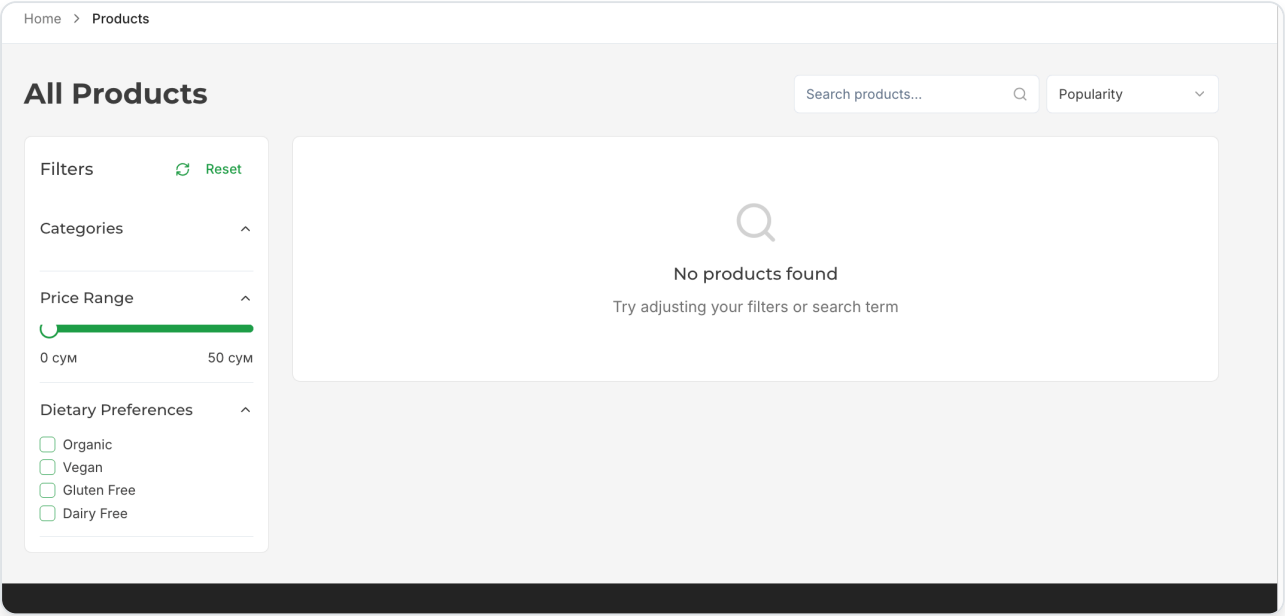 Home > Products
All Products
Search products...
Popularity
Filters
Reset
Categories
Price Range
0 сум 50 сум
Dietary Preferences
Organic
Vegan
Gluten Free
Dairy Free
No products found
Try adjusting your filters or search term